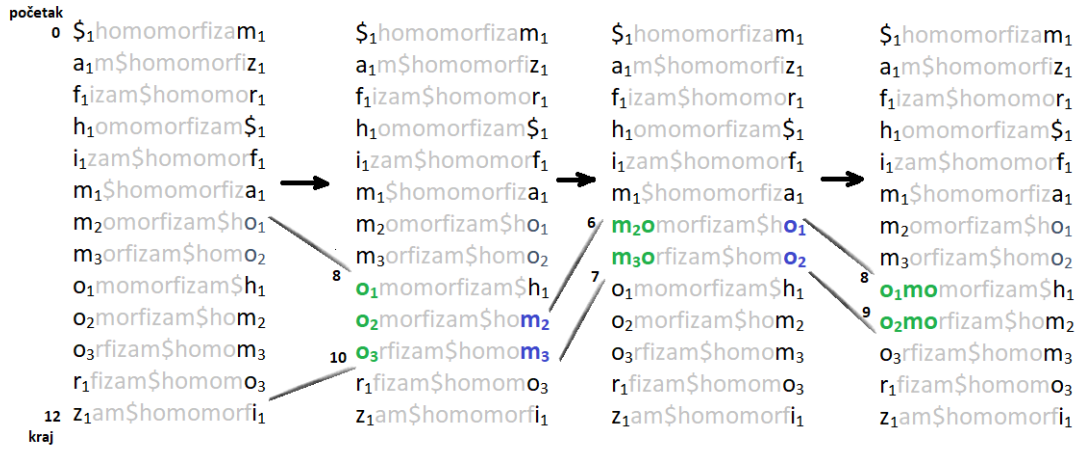 početak
0
$₁homomorfizam₁
a₁m$homomorfiz₁
f₁izam$homomor₁
h₁omomorfizam$₁
i₁zam$homomorf₁
m₁$homomorfiza₁
m₂omorfizam$ho₁
m₃orfizam$homo₂
o₁momorfizam$h₁
o₂morfizam$hom₂
o₃rfizam$homom₃
r₁fizam$homomo₃
12 z₁am$homomorfi₁
kraj
$₁homomorfizam₁
a₁m$homomorfiz₁
f₁izam$homomor₁
h₁omomorfizam$₁
i₁zam$homomorf₁
m₁$homomorfiza₁
m₂omorfizam$ho₁
m₃orfizam$homo₂
8 o₁momorfizam$h₁
o₂morfizam$hom₂
10 o₃rfizam$homom₃
r₁fizam$homomo₃
z₁am$homomorfi₁
$₁homomorfizam₁
a₁m$homomorfiz₁
f₁izam$homomor₁
h₁omomorfizam$₁
i₁zam$homomorf₁
m₁$homomorfiza₁
6 m₂omorfizam$ho₁
7 m₃orfizam$homo₂
o₁momorfizam$h₁
o₂morfizam$hom₂
o₃rfizam$homom₃
r₁fizam$homomo₃
z₁am$homomorfi₁
$₁homomorfizam₁
a₁m$homomorfiz₁
f₁izam$homomor₁
h₁omomorfizam$₁
i₁zam$homomorf₁
m₁$homomorfiza₁
m₂omorfizam$ho₁
m₃orfizam$homo₂
8 o₁momorfizam$h₁
9 o₂morfizam$hom₂
o₃rfizam$homom₃
r₁fizam$homomo₃
z₁am$homomorfi₁